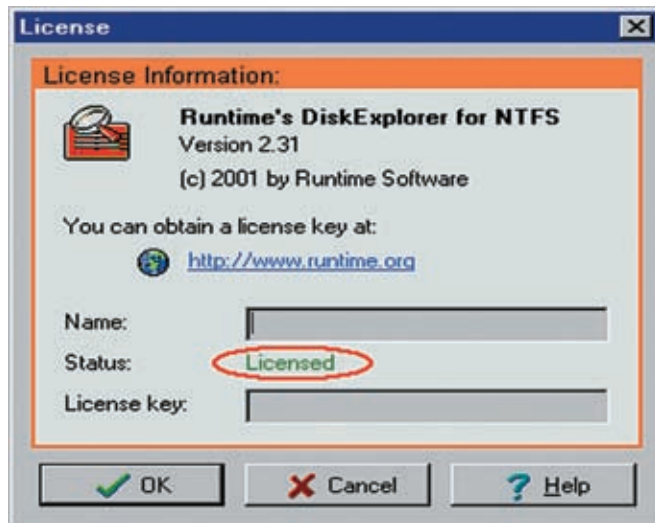 License
License Information:
Runtime's DiskExplorer for NTFS
Version 2.31
(c) 2001 by Runtime Software
You can obtain a license key at:
http://www.runtime.org
Name:
Status: Licensed
License key:
OK Cancel Help